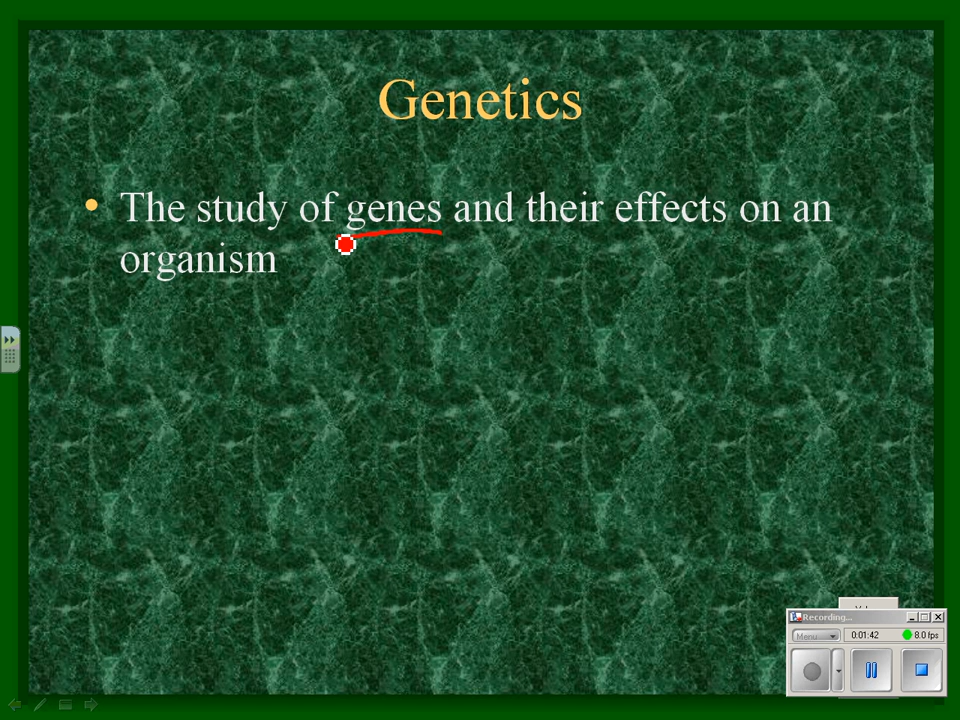 Genetics
• The study of genes and their effects on an
organism
Recording...
Menu
0:01:42
8.0 fps